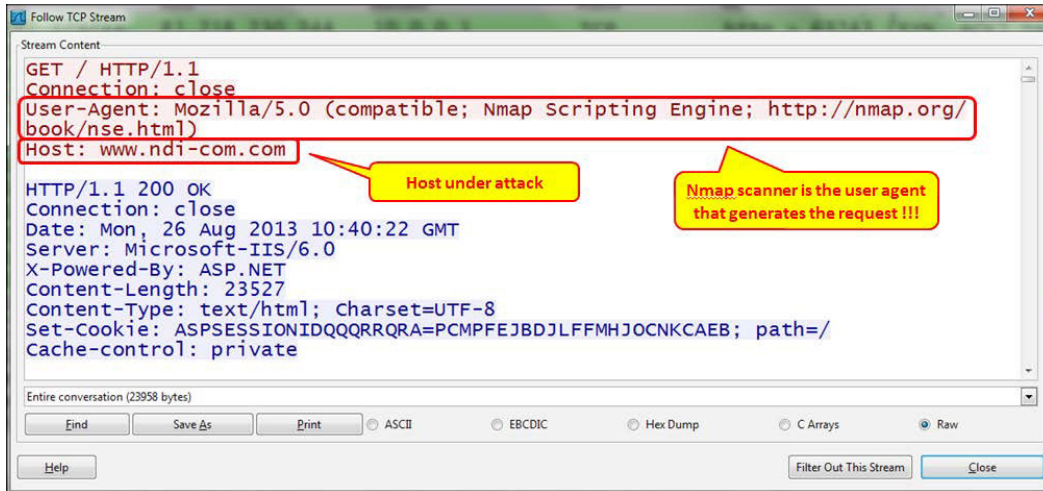 Follow TCP Stream
Stream Content
GET / HTTP/1.1
Connection: close
User-Agent: Mozilla/5.0 (compatible; Nmap Scripting Engine; http://nmap.org/
book/nse.html)
Host: www.ndi-com.com
Host under attack
Nmap scanner is the user agent
that generates the request !!!
HTTP/1.1 200 OK
Connection: close
Date: Mon, 26 Aug 2013 10:40:22 GMT
Server: Microsoft-IIS/6.0
X-Powered-By: ASP.NET
Content-Length: 23527
Content-Type: text/html; Charset=UTF-8
Set-Cookie: ASPSESSIONIDQQQRRQRA=PCMPFEJBDJLFFMHJOCNKCAEB; path=/
Cache-control: private
Entire conversation (23958 bytes)
Find Save As Print ASCII EBCDIC Hex Dump C Arrays Raw
Help Filter Out This Stream Close